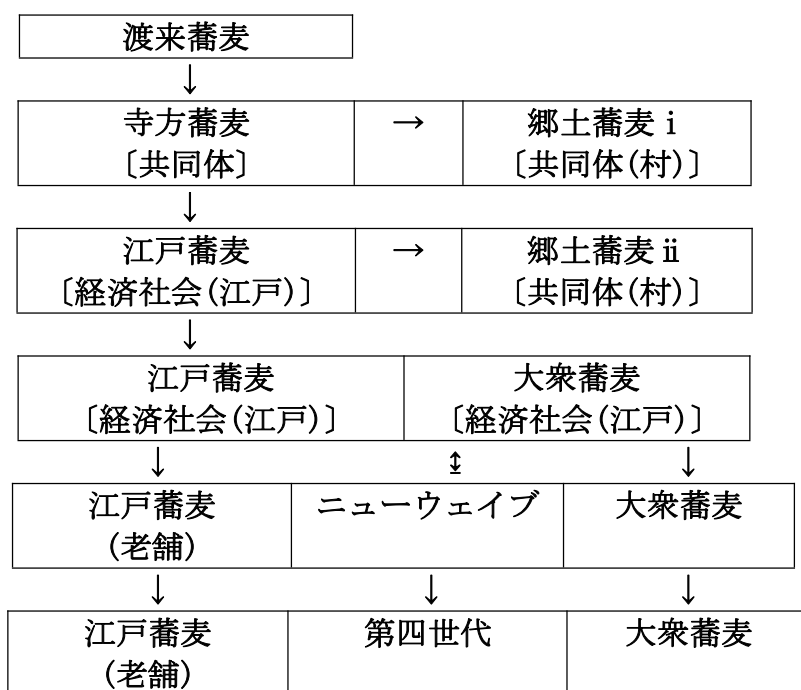 渡来蕎麦
↓
寺方蕎麦 → 郷土蕎麦ⅰ
〔共同体〕 〔共同体(村)〕
↓
江戸蕎麦 → 郷土蕎麦ⅱ
〔経済社会(江戸)〕 〔共同体(村)〕
↓
江戸蕎麦 大衆蕎麦
〔経済社会(江戸)〕 〔経済社会(江戸)〕
↓ ↨ ↓
江戸蕎麦 ニューウェイブ 大衆蕎麦
(老舗)
↓ ↓ ↓
江戸蕎麦 第四世代 大衆蕎麦
(老舗)